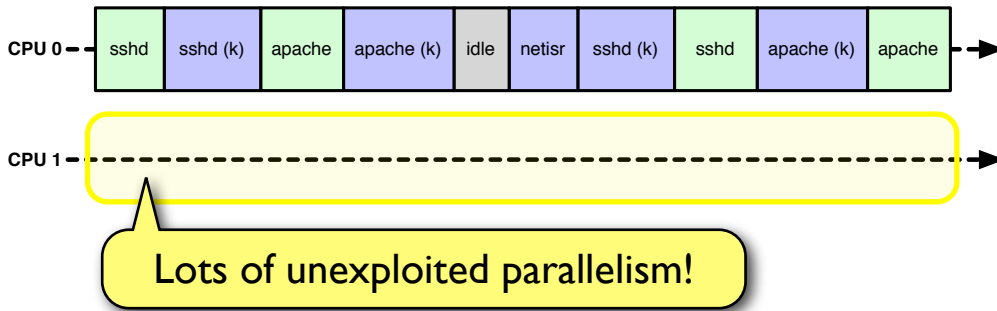 CPU 0 sshd sshd (k) apache apache (k) idle netisr sshd (k) sshd apache (k) apache
CPU 1
Lots of unexploited parallelism!